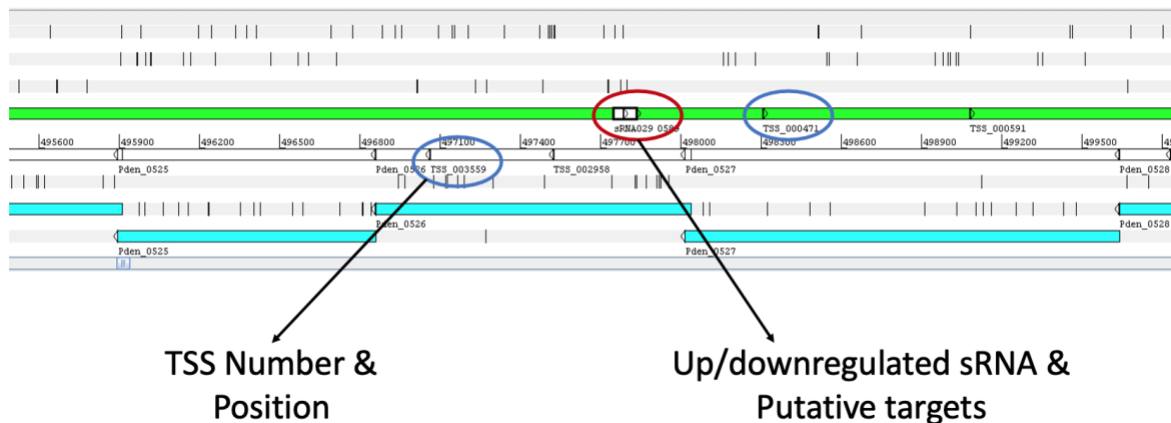 sRNA029 0589 TSS_000471 TSS_000591
495600 495900 496200 496500 496800 497100 497400 497700 498000 498300 498600 498900 499200 499500
Pden_0525 Pden_0526 TSS_003559 TSS_002958 Pden_0527 Pden_0528
Pden_0526 Pden_0528
Pden_0525 Pden_0527
TSS Number & Up/downregulated sRNA &
Position Putative targets